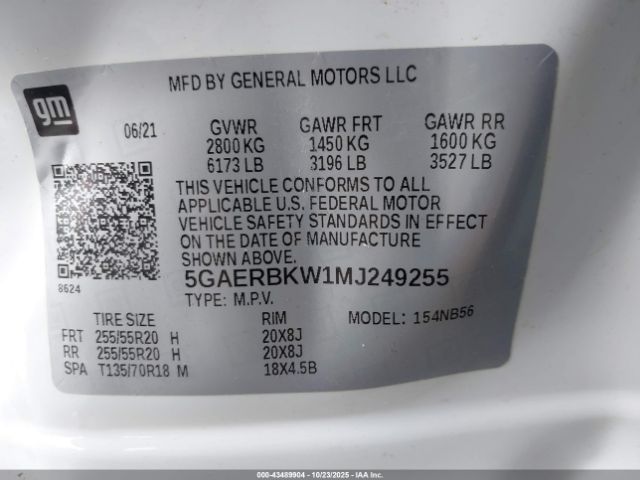 gm
MFD BY GENERAL MOTORS LLC
06/21 GVWR GAWR FRT GAWR RR
2800 KG 1450 KG 1600 KG
6173 LB 3196 LB 3527 LB
THIS VEHICLE CONFORMS TO ALL
APPLICABLE U.S. FEDERAL MOTOR
VEHICLE SAFETY STANDARDS IN EFFECT
ON THE DATE OF MANUFACTURE
SHOWN ABOVE.
8624
5GAERBKW1MJ249255
TYPE: M.P.V.
TIRE SIZE RIM MODEL: 154NB56
FRT 255/55R20 H 20X8J
RR 255/55R20 H 20X8J
SPA T135/70R18 M 18X4.5B
000-43489904 - 10/23/2025 - IAAI